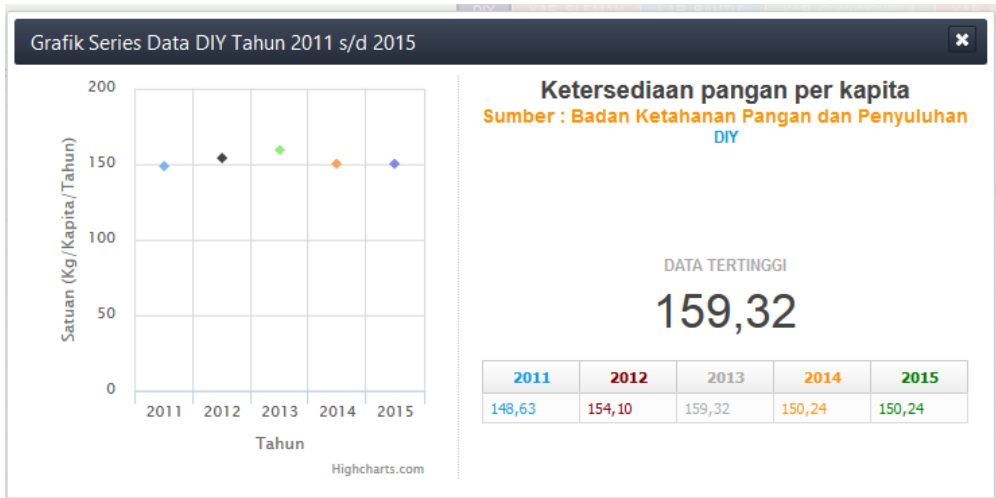 Grafik Series Data DIY Tahun 2011 s/d 2015
200
150
100
50
0
Satuan (Kg/Kapita/Tahun)
2011 2012 2013 2014 2015
Tahun
Highcharts.com
Ketersediaan pangan per kapita
Sumber : Badan Ketahanan Pangan dan Penyuluhan
DIY
DATA TERTINGGI
159,32
2011 2012 2013 2014 2015
148,63 154,10 159,32 150,24 150,24